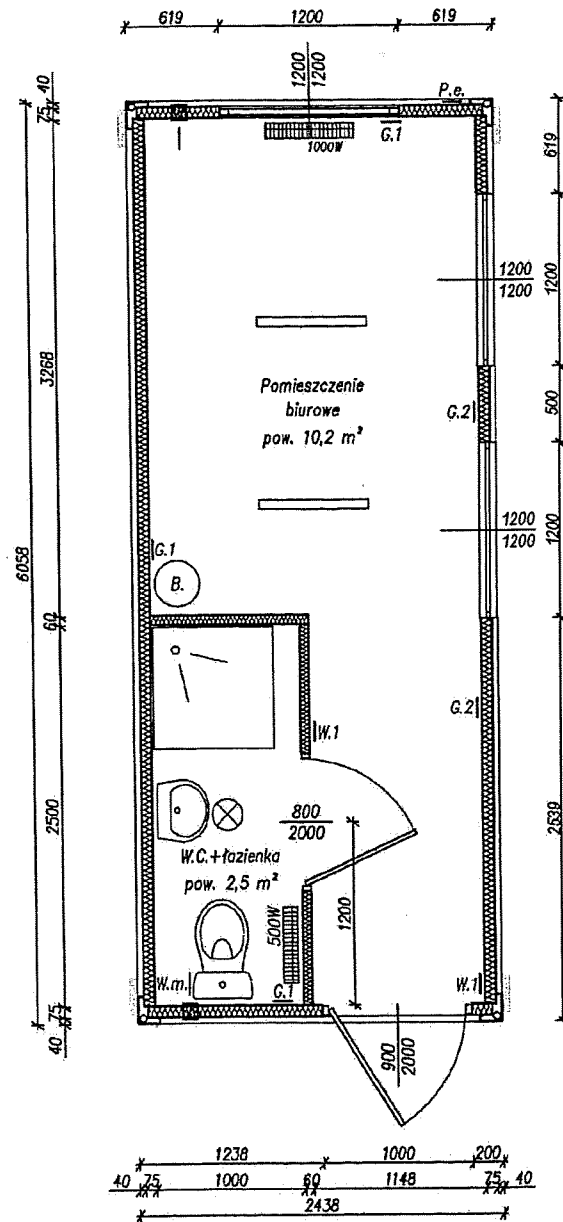 619 1200 619
40
75
1200
1200
P.e.
G.1
1000W
619
1200
1200
1200
3268
500
Pomieszczenie
biurowe
pow. 10,2 m²
G.2
1200
1200
1200
6058
G.1
B.
60
G.2
W.1
2500
800
2000
2639
W.C.+łazienka
pow. 2,5 m²
1200
500W
W.m.
G.1
W.1
75
40
900
2000
1238 1000 200
40 75 1000 60 1148 75 40
2438